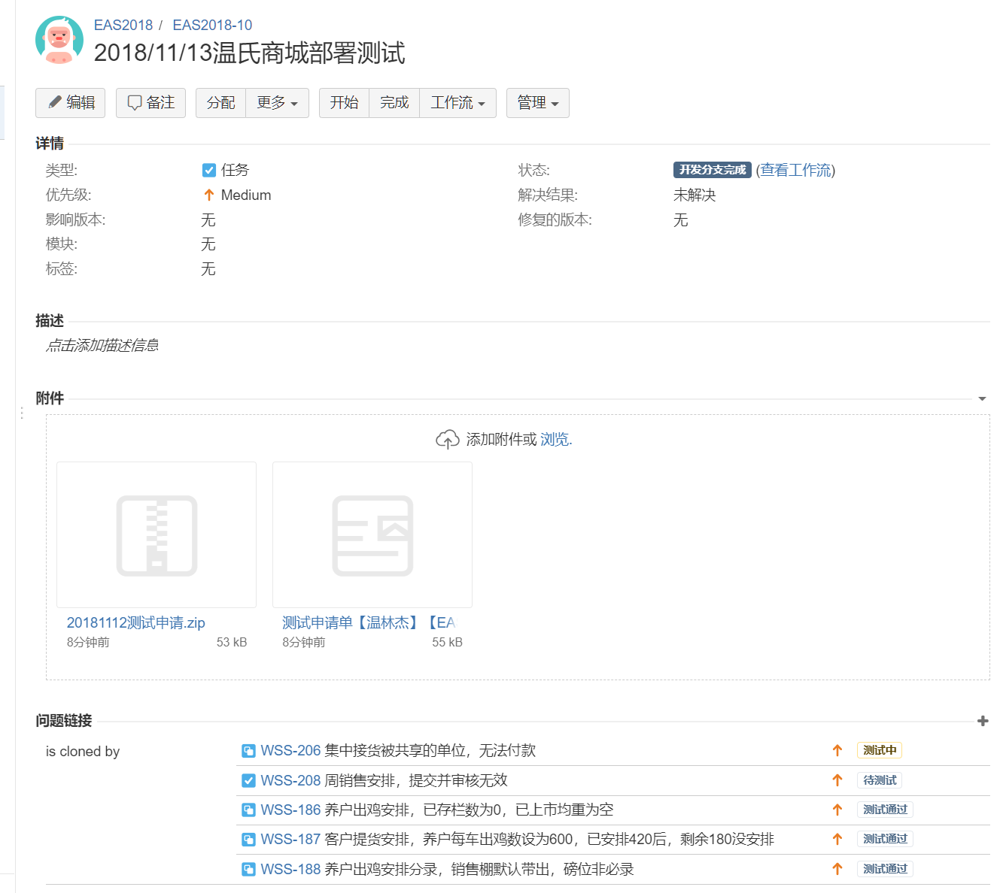 EAS2018 / EAS2018-10
2018/11/13温氏商城部署测试
编辑 备注 分配 更多 开始 完成 工作流 管理
详情
类型: 任务 状态: 开发分支完成 (查看工作流)
优先级: Medium 解决结果: 未解决
影响版本: 无 修复的版本: 无
模块: 无
标签: 无
描述
点击添加描述信息
附件
添加附件或 浏览.
20181112测试申请.zip 测试申请单【温林杰】【EA
8分钟前 53 kB 8分钟前 55 kB
问题链接
is cloned by WSS-206 集中接货被共享的单位，无法付款 测试中
WSS-208 周销售安排，提交并审核无效 待测试
WSS-186 养户出鸡安排，已存栏数为0，已上市均重为空 测试通过
WSS-187 客户提货安排，养户每车出鸡数设为600，已安排420后，剩余180没安排 测试通过
WSS-188 养户出鸡安排分录，销售棚默认带出，磅位非必录 测试通过